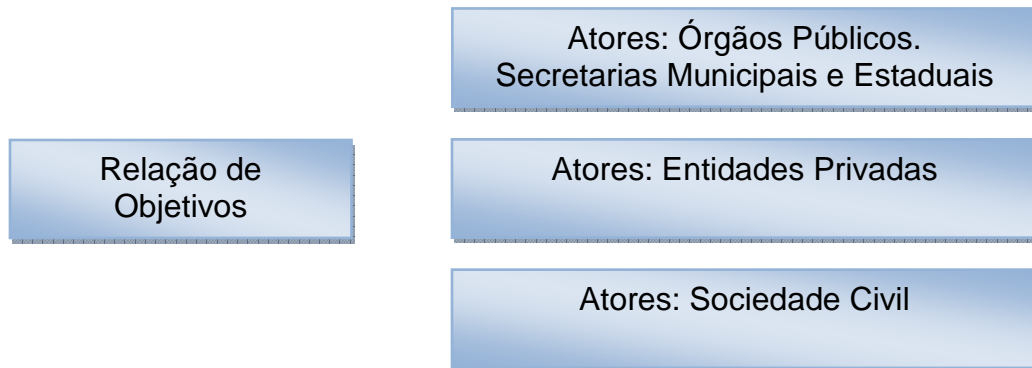 Atores: Órgãos Públicos.
Secretarias Municipais e Estaduais
Relação de
Objetivos
Atores: Entidades Privadas
Atores: Sociedade Civil